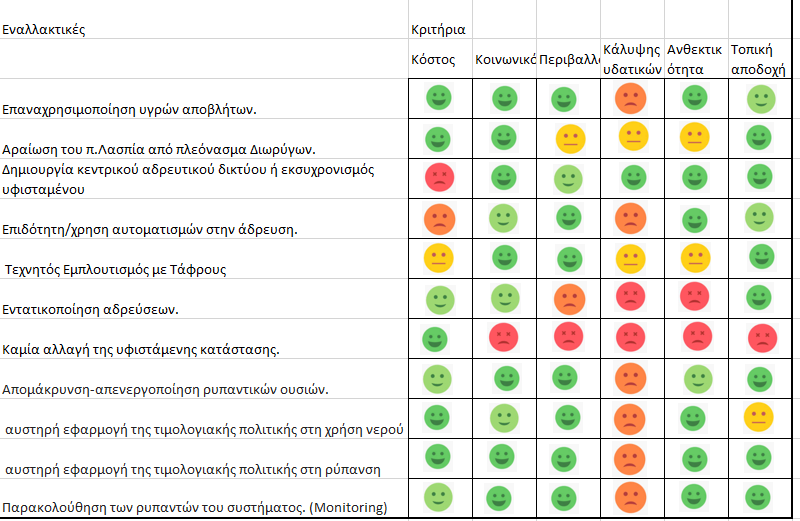 Εναλλακτικές Κριτήρια
Κόστος Κοινωνικό Περιβαλλο Κάλυψης υδατικών Ανθεκτικ ότητα Τοπική αποδοχή
Επαναχρησιμοποίηση υγρών αποβλήτων.
Αραίωση του π.Λασπία από πλεόνασμα Διωρύγων.
Δημιουργία κεντρικού αδρευτικού δικτύου ή εκσυχρονισμός
υφισταμένου
Επιδότητη/χρηση αυτοματισμών στην άδρευση.
Τεχνητός Εμπλουτισμός με Τάφρους
Εντατικοποίηση αδρεύσεων.
Καμία αλλαγή της υφιστάμενης κατάστασης.
Απομάκρυνση-απενεργοποίηση ρυπαντικών ουσιών.
αυστηρή εφαρμογή της τιμολογιακής πολιτικής στη χρήση νερού
αυστηρή εφαρμογή της τιμολογιακής πολιτικής στη ρύπανση
Παρακολούθηση των ρυπαντών του συστήματος. (Monitoring)